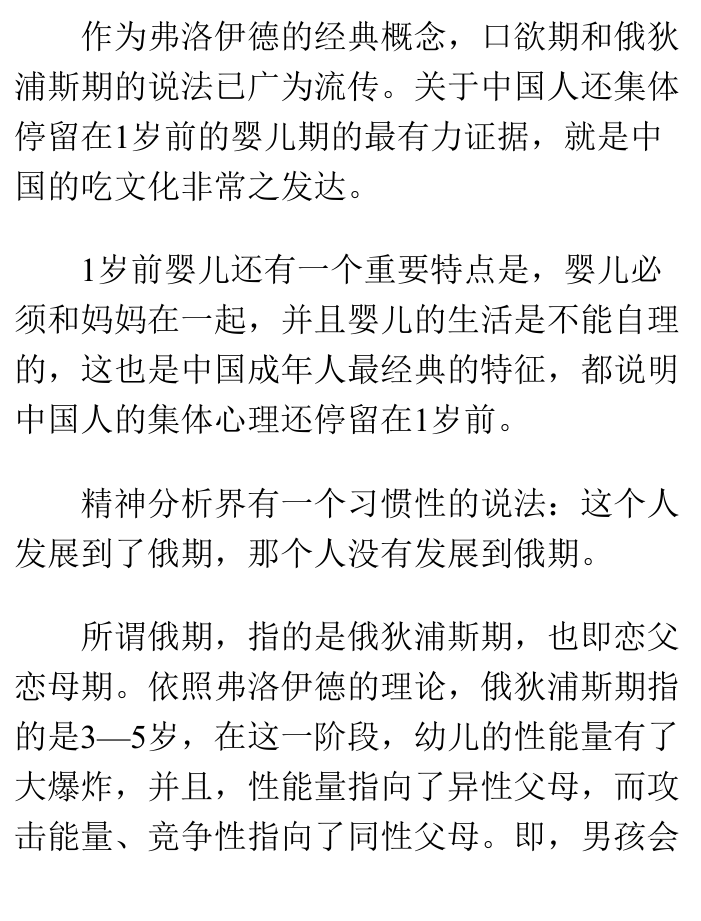 作为弗洛伊德的经典概念，口欲期和俄狄
浦斯期的说法已广为流传。关于中国人还集体
停留在1岁前的婴儿期的最有力证据，就是中
国的吃文化非常之发达。
1岁前婴儿还有一个重要特点是，婴儿必
须和妈妈在一起，并且婴儿的生活是不能自理
的，这也是中国成年人最经典的特征，都说明
中国人的集体心理还停留在1岁前。
精神分析界有一个习惯性的说法：这个人
发展到了俄期，那个人没有发展到俄期。
所谓俄期，指的是俄狄浦斯期，也即恋父
恋母期。依照弗洛伊德的理论，俄狄浦斯期指
的是3—5岁，在这一阶段，幼儿的性能量有了
大爆炸，并且，性能量指向了异性父母，而攻
击能量、竞争性指向了同性父母。即，男孩会